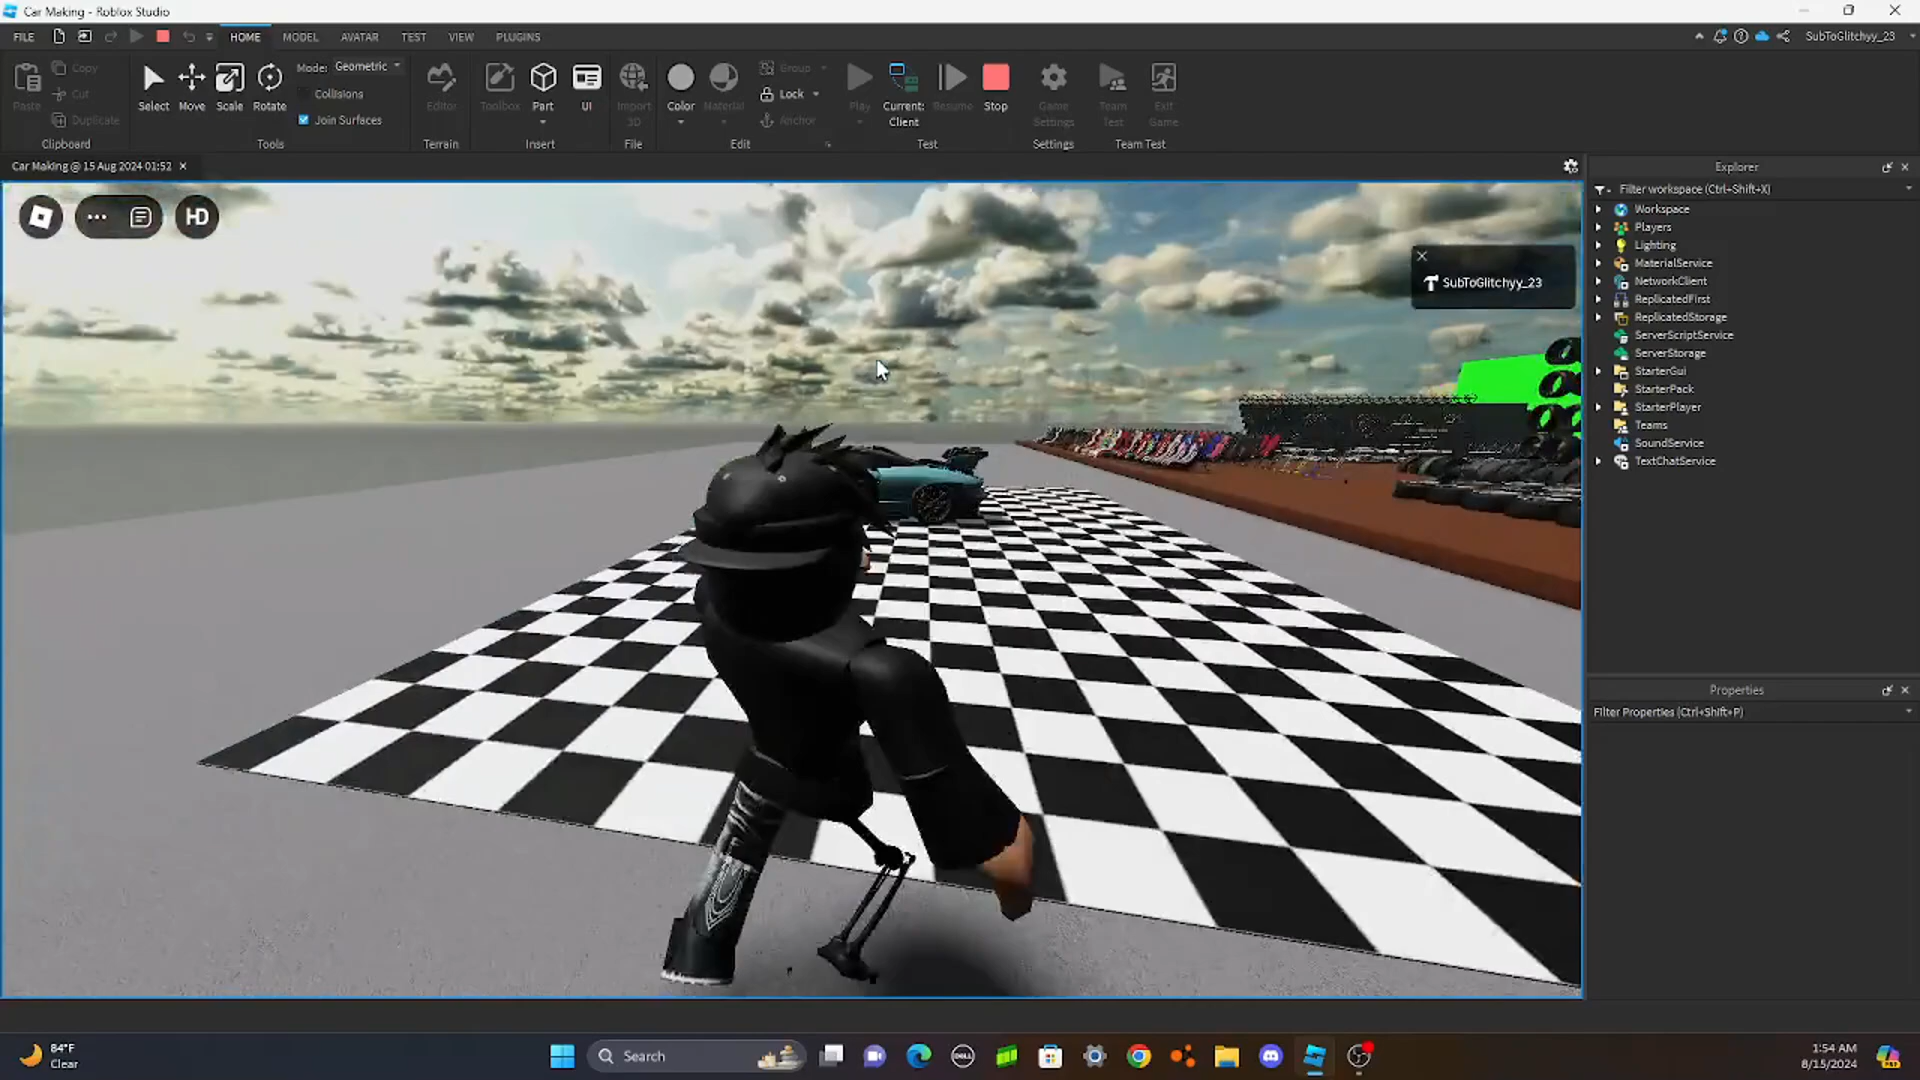 Car Making - Roblox Studio
FILE HOME MODEL AVATAR TEST VIEW PLUGINS SubToGlitchyy_23
Paste Copy Cut Duplicate Clipboard
Select Move Scale Rotate Mode: Geometric Collisions Join Surfaces Tools
Editor Terrain
Toolbox Part UI Insert
Import 3D File
Color Material Group Lock Anchor Edit
Play Current: Client Resume Stop Test
Game Settings Settings
Team Test Exit Game Team Test
Car Making @ 15 Aug 2024 01:52
HD
SubToGlitchyy_23
Explorer
Filter workspace (Ctrl+Shift+X)
Workspace
Players
Lighting
MaterialService
NetworkClient
ReplicatedFirst
ReplicatedStorage
ServerScriptService
ServerStorage
StarterGui
StarterPack
StarterPlayer
Teams
SoundService
TextChatService
Properties
Filter Properties (Ctrl+Shift+P)
84°F
Clear
Search
DELL
1:54 AM
8/15/2024